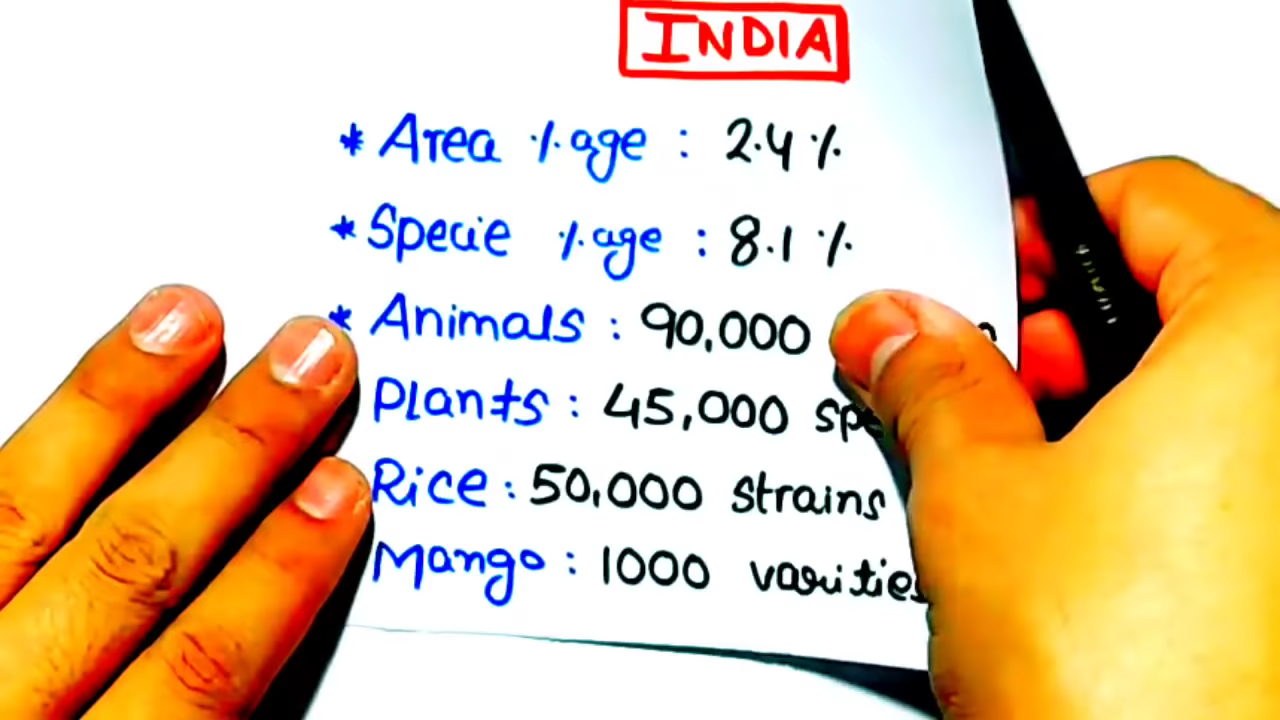 INDIA
* Area %age : 2.4 %
* Specie %age : 8.1 %
* Animals : 90,000
Plants : 45,000
Rice : 50,000 strains
Mango : 1000 varities